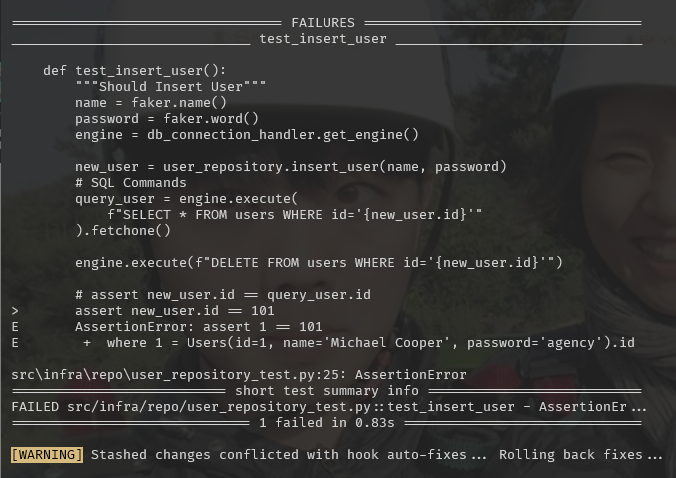 FAILURES
test_insert_user
def test_insert_user():
"""Should Insert User"""
name = faker.name()
password = faker.word()
engine = db_connection_handler.get_engine()
new_user = user_repository.insert_user(name, password)
# SQL Commands
query_user = engine.execute(
f"SELECT * FROM users WHERE id='{new_user.id}'"
).fetchone()
engine.execute(f"DELETE FROM users WHERE id='{new_user.id}'")
# assert new_user.id == query_user.id
> assert new_user.id == 101
E AssertionError: assert 1 == 101
E + where 1 = Users(id=1, name='Michael Cooper', password='agency').id
src\infra\repo\user_repository_test.py:25: AssertionError
short test summary info
FAILED src/infra/repo/user_repository_test.py::test_insert_user - AssertionEr...
1 failed in 0.83s
[WARNING] Stashed changes conflicted with hook auto-fixes... Rolling back fixes...